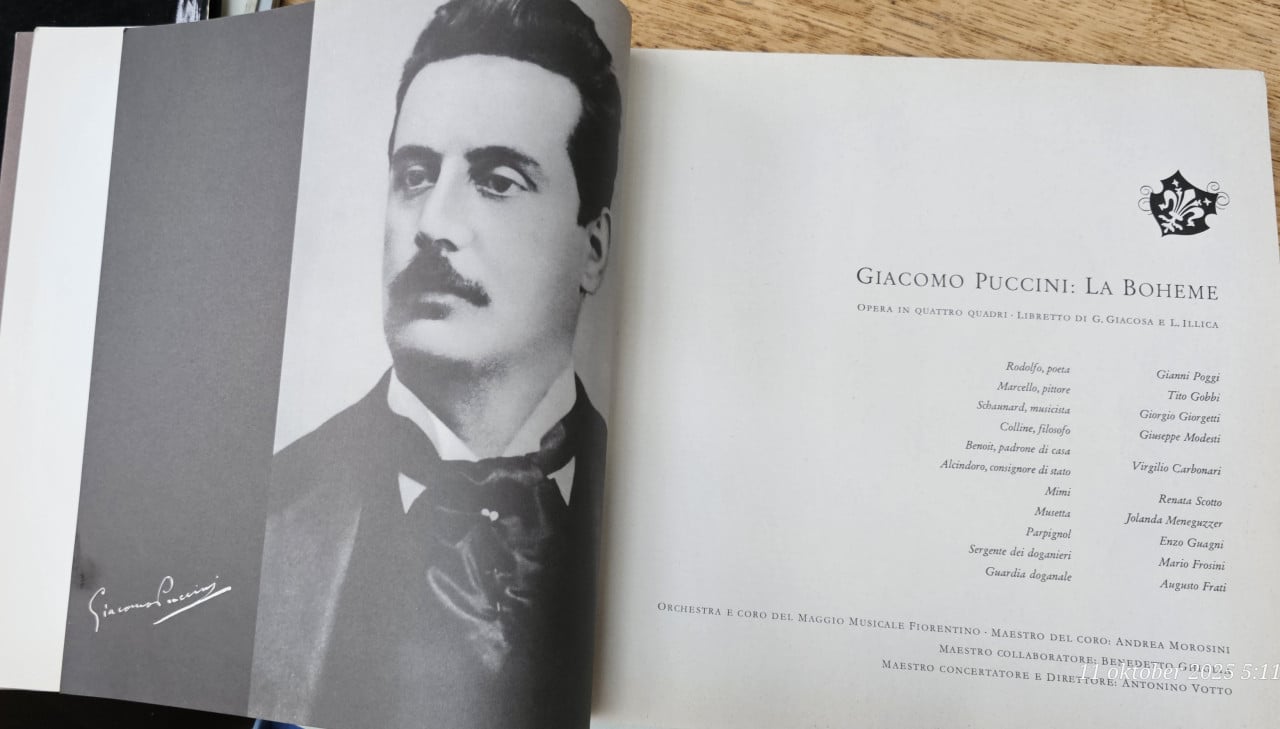 Giacomo Puccini
GIACOMO PUCCINI: LA BOHEME
OPERA IN QUATTRO QUADRI · LIBRETTO DI G. GIACOSA E L. ILLICA
Rodolfo, poeta Gianni Poggi
Marcello, pittore Tito Gobbi
Schaunard, musicista Giorgio Giorgetti
Colline, filosofo Giuseppe Modesti
Benoit, padrone di casa
Alcindoro, consignore di stato Virgilio Carbonari
Mimi Renata Scotto
Musetta Jolanda Meneguzzer
Parpignol Enzo Guagni
Sergente dei doganieri Mario Frosini
Guardia doganale Augusto Frati
ORCHESTRA E CORO DEL MAGGIO MUSICALE FIORENTINO · MAESTRO DEL CORO: ANDREA MOROSINI
MAESTRO COLLABORATORE: BENEDETTO
MAESTRO CONCERTATORE E DIRETTORE: ANTONINO VOTTO
11 oktober 2025 5:11